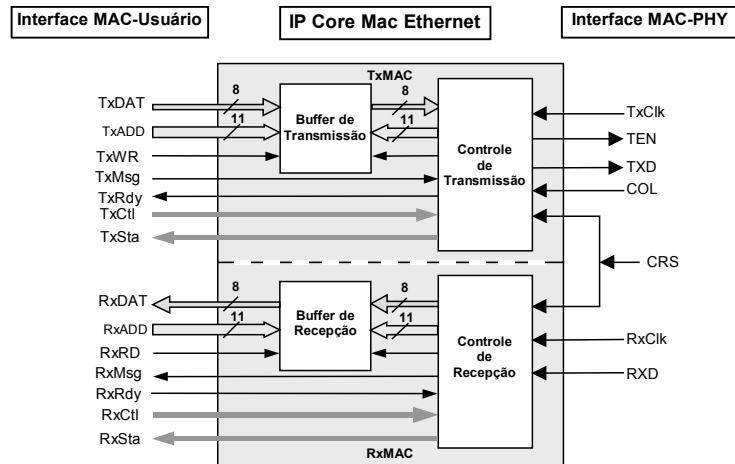 Interface MAC-Usuário
IP Core Mac Ethernet
Interface MAC-PHY
TxMAC
TxDAT
8
8
TxADD
11
11
TxWR
TxMsg
TxRdy
TxCtl
TxSta
Buffer de
Transmissão
Controle
de
Transmissão
TxClk
TEN
TXD
COL
CRS
RxDAT
8
8
RxADD
11
11
RxRD
RxMsg
RxRdy
RxCtl
RxSta
Buffer de
Recepção
Controle
de
Recepção
RxClk
RXD
RxMAC